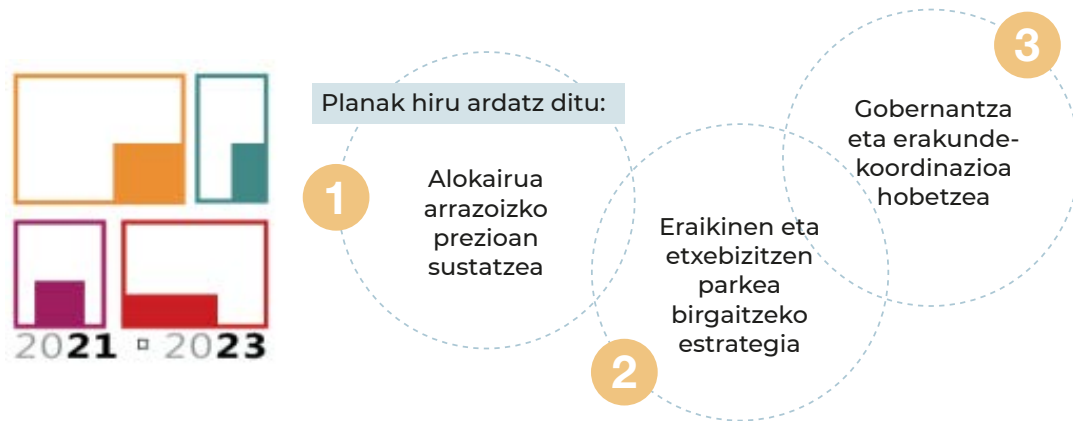 Planak hiru ardatz ditu:
1
Alokairua
arrazoizko
prezioan
sustatzea
2
Eraikinen eta
etxebizitzen
parkea
birgaitzeko
estrategia
3
Gobernantza
eta erakunde-
koordinazioa
hobetzea
2021 ▫ 2023